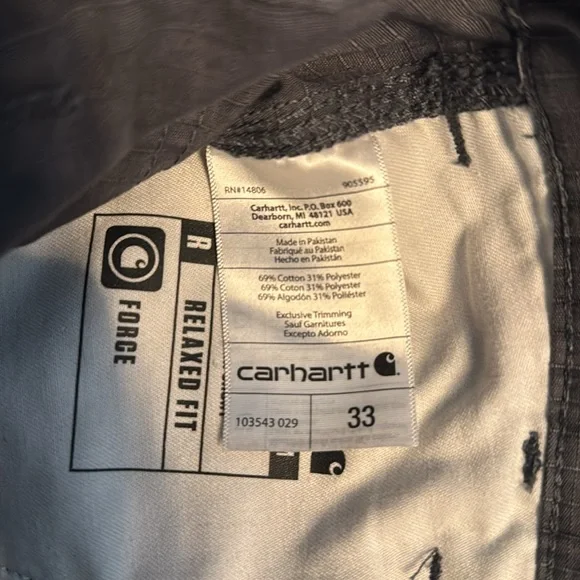 RN#14806 905595
Carhartt, Inc. P.O. Box 600
Dearborn, MI 48121 USA
carhartt.com
Made in Pakistan
Fabriqué au Pakistan
Hecho en Pakistán
69% Cotton 31% Polyester
69% Coton 31% Polyester
69% Algodón 31% Poliéster
Exclusive Trimming
Sauf Garnitures
Excepto Adorno
carhartt
103543 029 33
R RELAXED FIT
FORCE